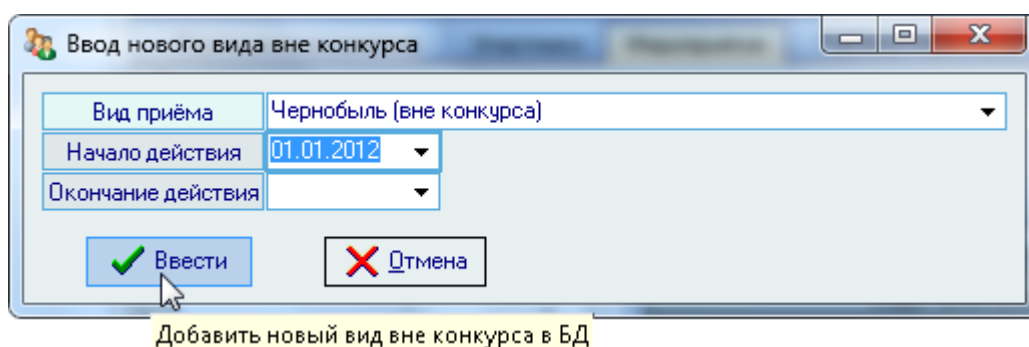 Ввод нового вида вне конкурса
Вид приёма Чернобыль (вне конкурса)
Начало действия 01.01.2012
Окончание действия
Ввести Отмена
Добавить новый вид вне конкурса в БД